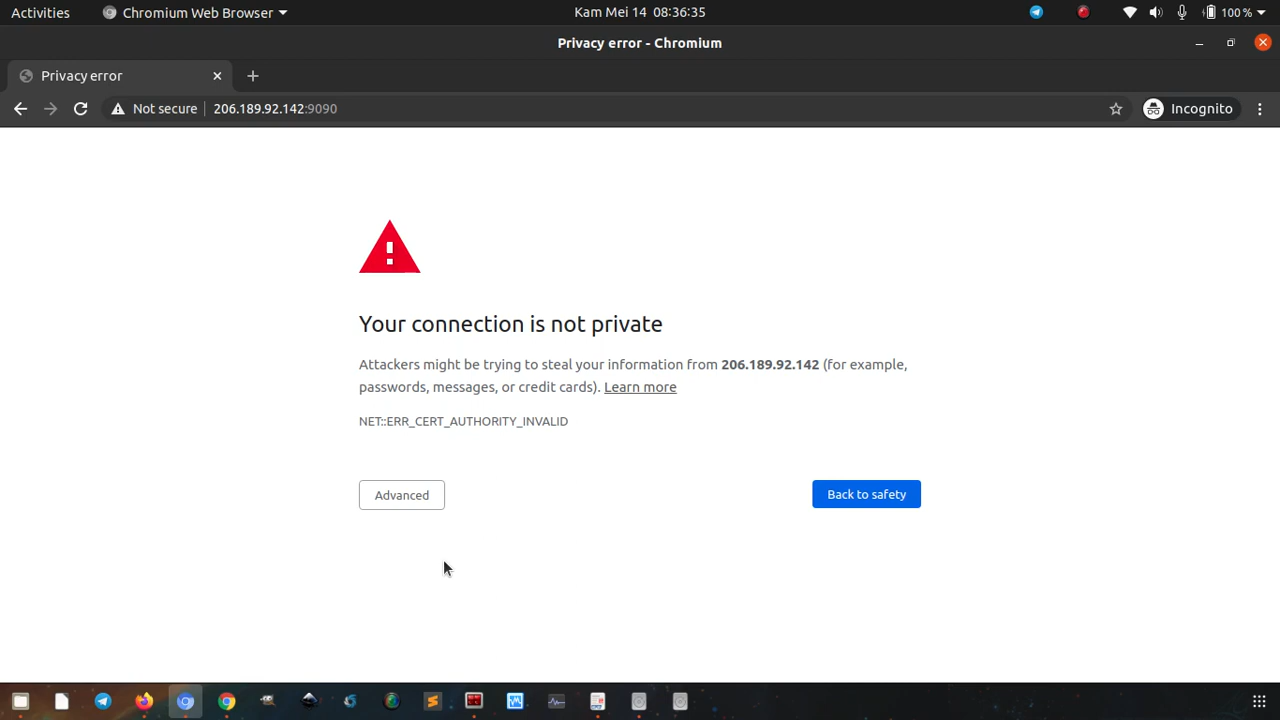 Activities
Chromium Web Browser
Kam Mei 14 08:36:35
100 %
Privacy error - Chromium
Privacy error
Not secure
206.189.92.142:9090
Incognito
Your connection is not private
Attackers might be trying to steal your information from 206.189.92.142 (for example,
passwords, messages, or credit cards). Learn more
NET::ERR_CERT_AUTHORITY_INVALID
Advanced
Back to safety